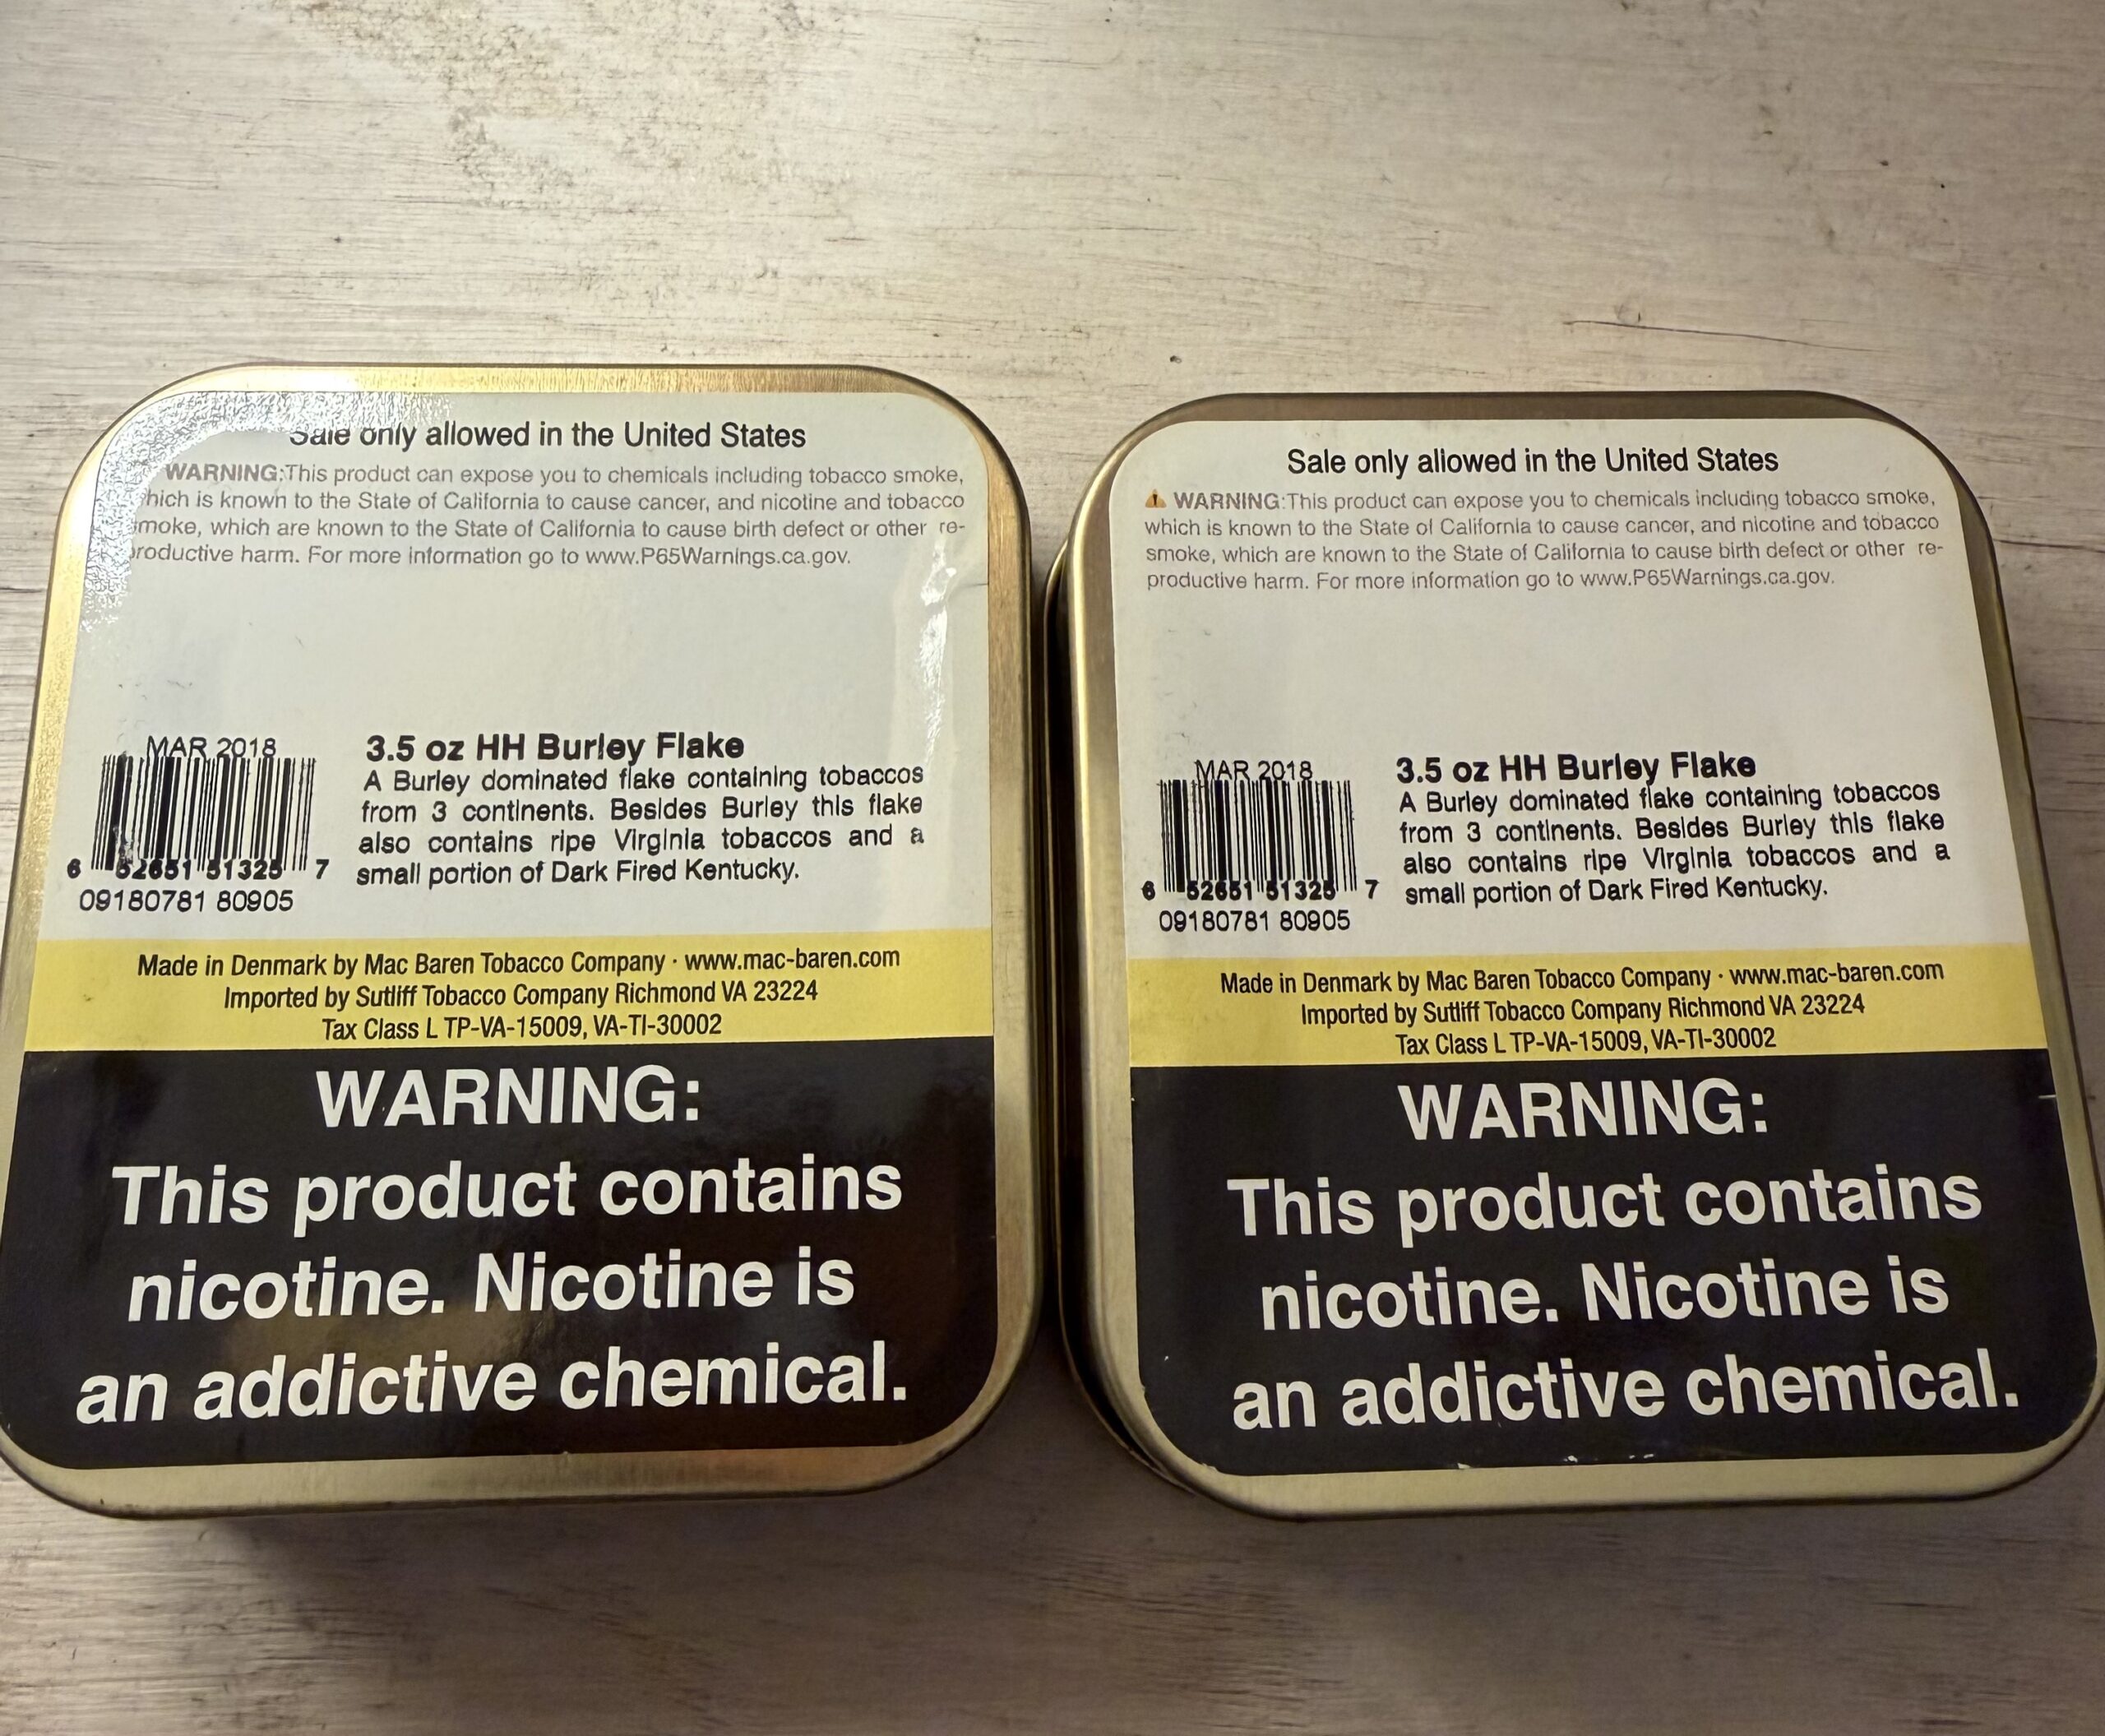 Sale only allowed in the United States
WARNING:This product can expose you to chemicals including tobacco smoke,
hich is known to the State of California to cause cancer, and nicotine and tobacco
moke, which are known to the State of California to cause birth defect or other re-
roductive harm. For more information go to www.P65Warnings.ca.gov.
MAR 2018
6 52651 51325 7
09180781 80905
3.5 oz HH Burley Flake
A Burley dominated flake containing tobaccos
from 3 continents. Besides Burley this flake
also contains ripe Virginia tobaccos and a
small portion of Dark Fired Kentucky.
Made in Denmark by Mac Baren Tobacco Company · www.mac-baren.com
Imported by Sutliff Tobacco Company Richmond VA 23224
Tax Class L TP-VA-15009, VA-TI-30002
WARNING:
This product contains
nicotine. Nicotine is
an addictive chemical.
Sale only allowed in the United States
WARNING:This product can expose you to chemicals including tobacco smoke,
which is known to the State of California to cause cancer, and nicotine and tobacco
smoke, which are known to the State of California to cause birth defect or other re-
productive harm. For more information go to www.P65Warnings.ca.gov.
MAR 2018
6 52651 51325 7
09180781 80905
3.5 oz HH Burley Flake
A Burley dominated flake containing tobaccos
from 3 continents. Besides Burley this flake
also contains ripe Virginia tobaccos and a
small portion of Dark Fired Kentucky.
Made in Denmark by Mac Baren Tobacco Company · www.mac-baren.com
Imported by Sutliff Tobacco Company Richmond VA 23224
Tax Class L TP-VA-15009, VA-TI-30002
WARNING:
This product contains
nicotine. Nicotine is
an addictive chemical.